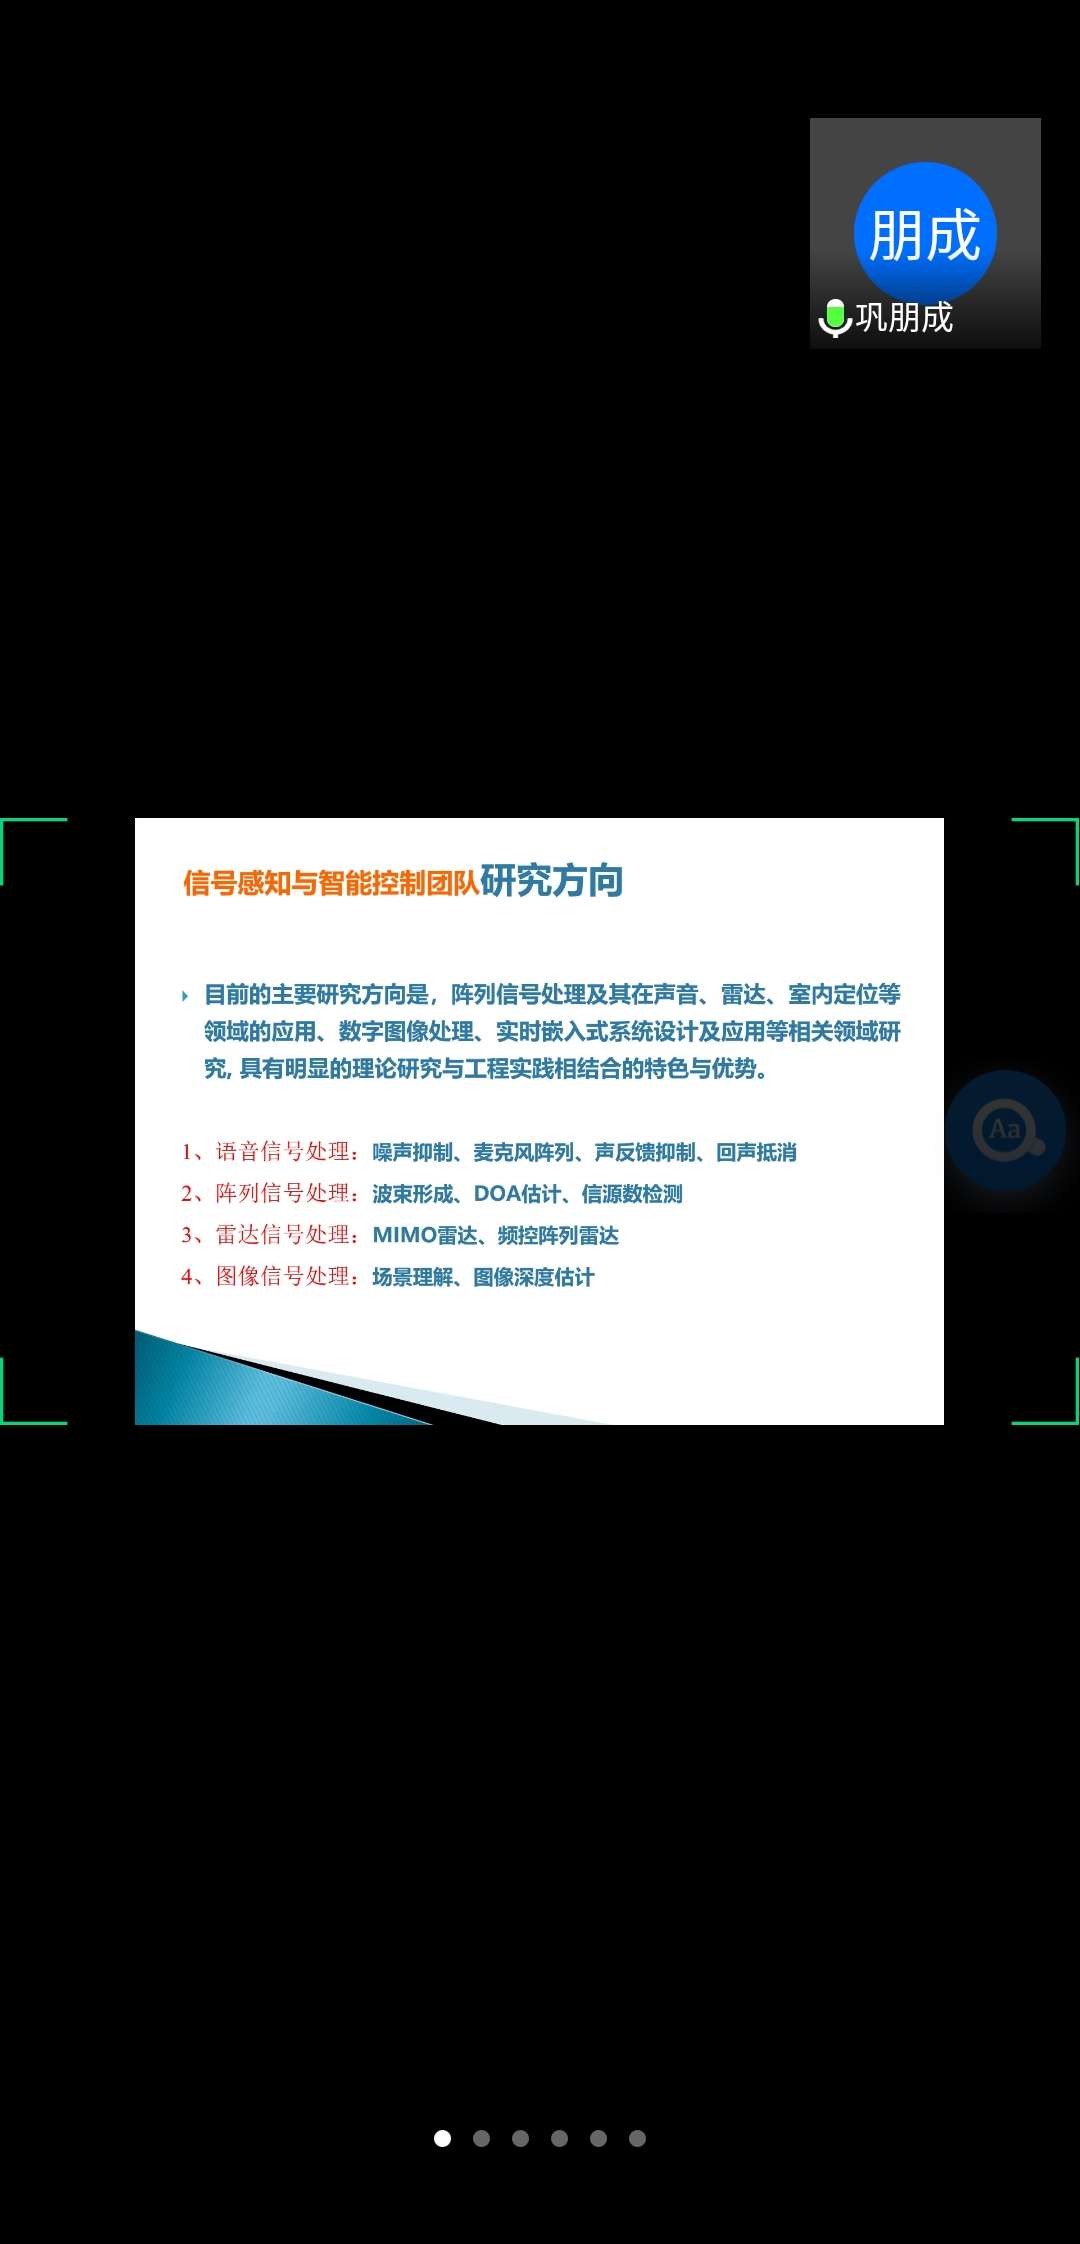 朋成
巩朋成
信号感知与智能控制团队研究方向
目前的主要研究方向是，阵列信号处理及其在声音、雷达、室内定位等
领域的应用、数字图像处理、实时嵌入式系统设计及应用等相关领域研
究, 具有明显的理论研究与工程实践相结合的特色与优势。
Aa
1、语音信号处理：噪声抑制、麦克风阵列、声反馈抑制、回声抵消
2、阵列信号处理：波束形成、DOA估计、信源数检测
3、雷达信号处理：MIMO雷达、频控阵列雷达
4、图像信号处理：场景理解、图像深度估计